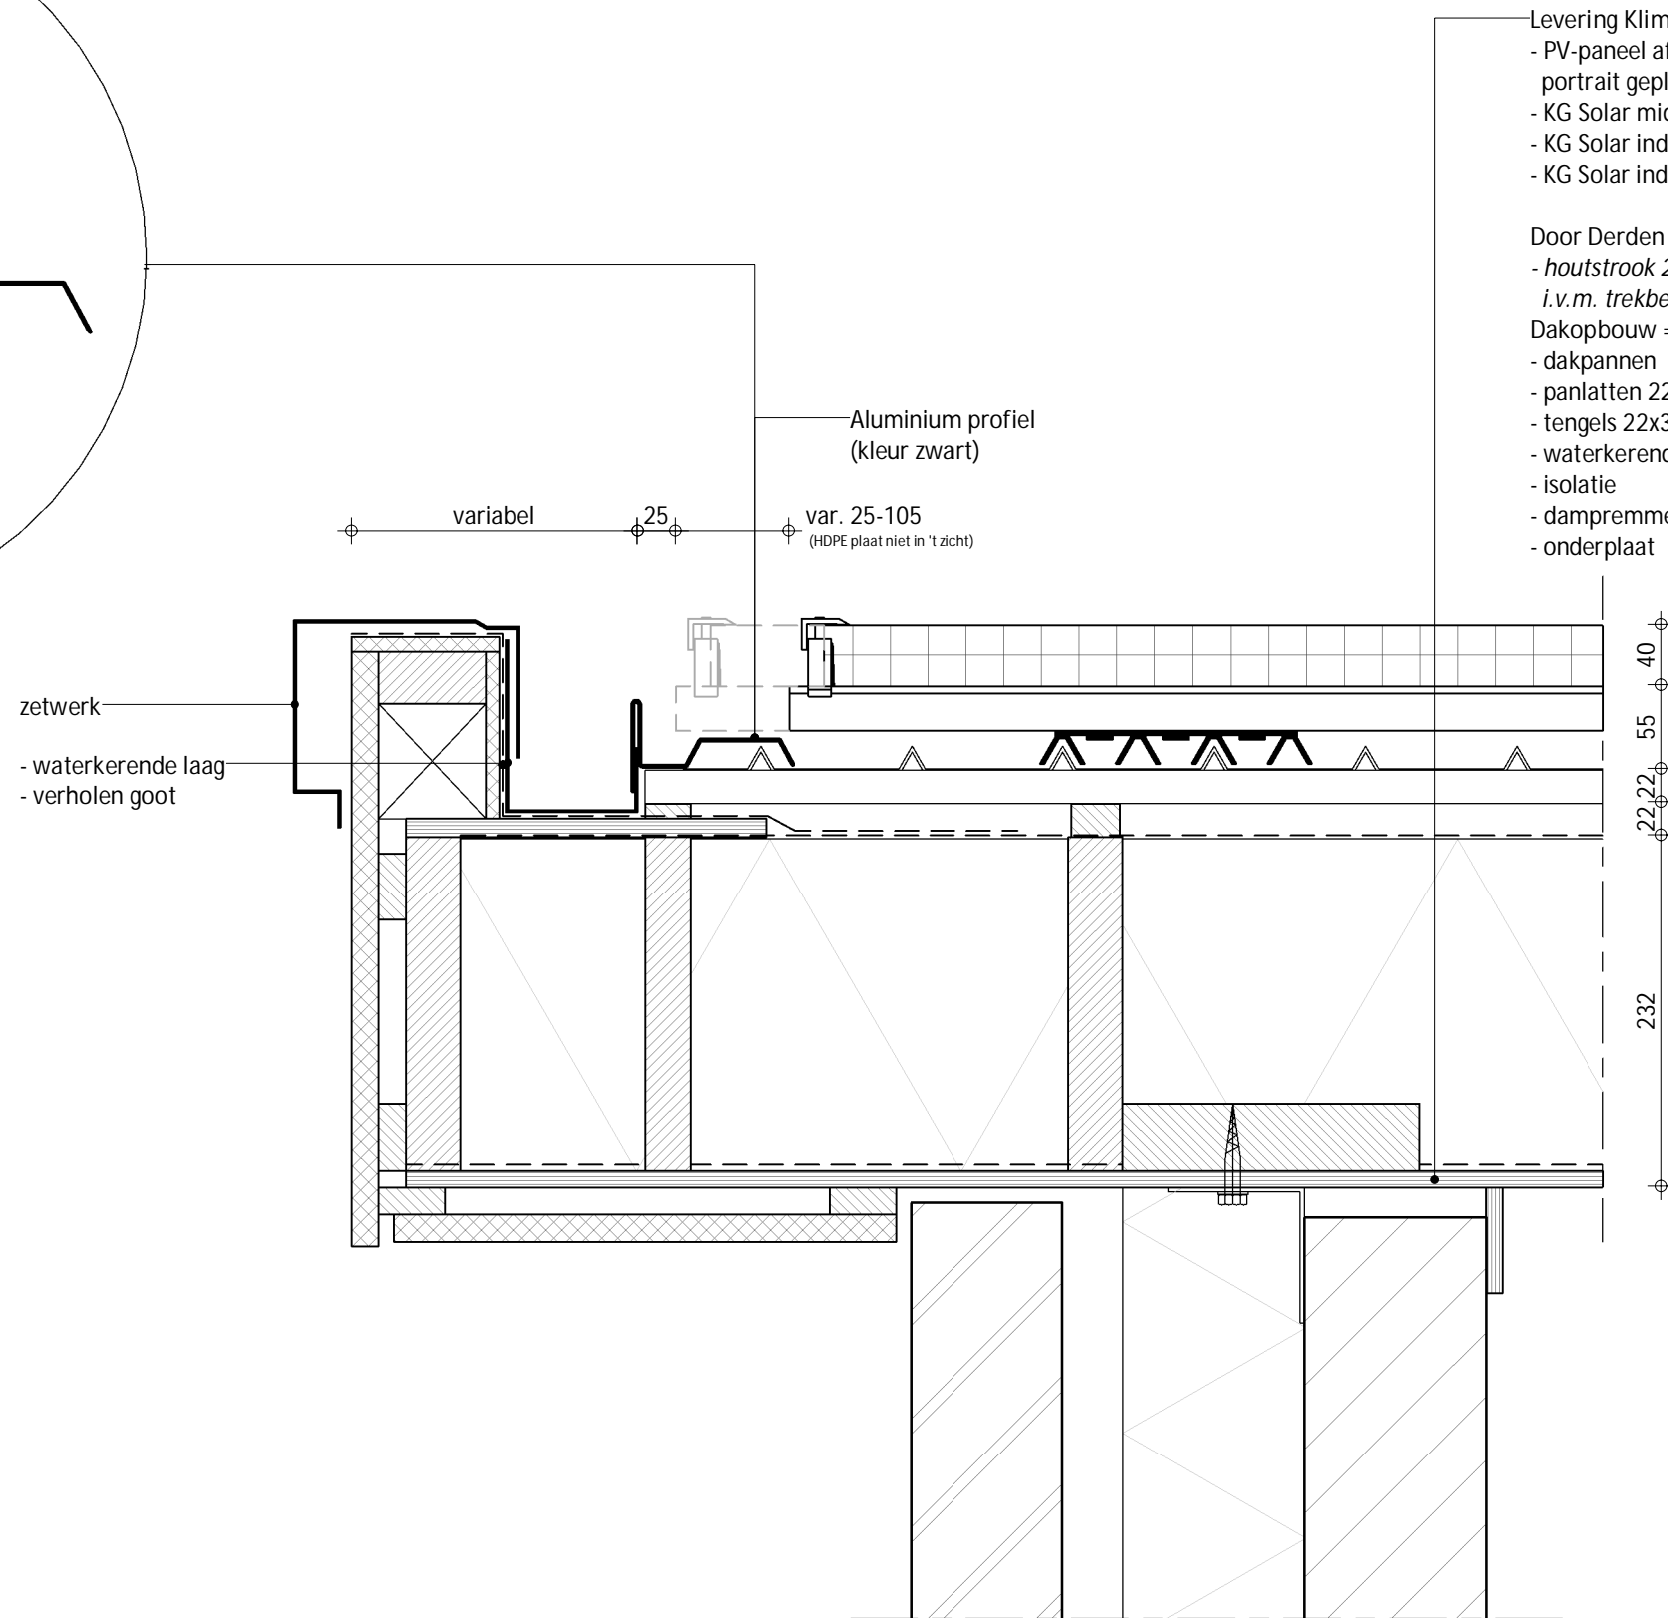 Levering Klim
- PV-paneel af
portrait gepl
- KG Solar mid
- KG Solar ind
- KG Solar ind
Door Derden
- houtstrook 2
i.v.m. trekbe
Dakopbouw =
- dakpannen
- panlatten 22
- tengels 22x3
- waterkerend
- isolatie
- dampremme
- onderplaat
Aluminium profiel
(kleur zwart)
variabel
25
var. 25-105
(HDPE plaat niet in 't zicht)
zetwerk
- waterkerende laag
- verholen goot
40
55
22
22
232